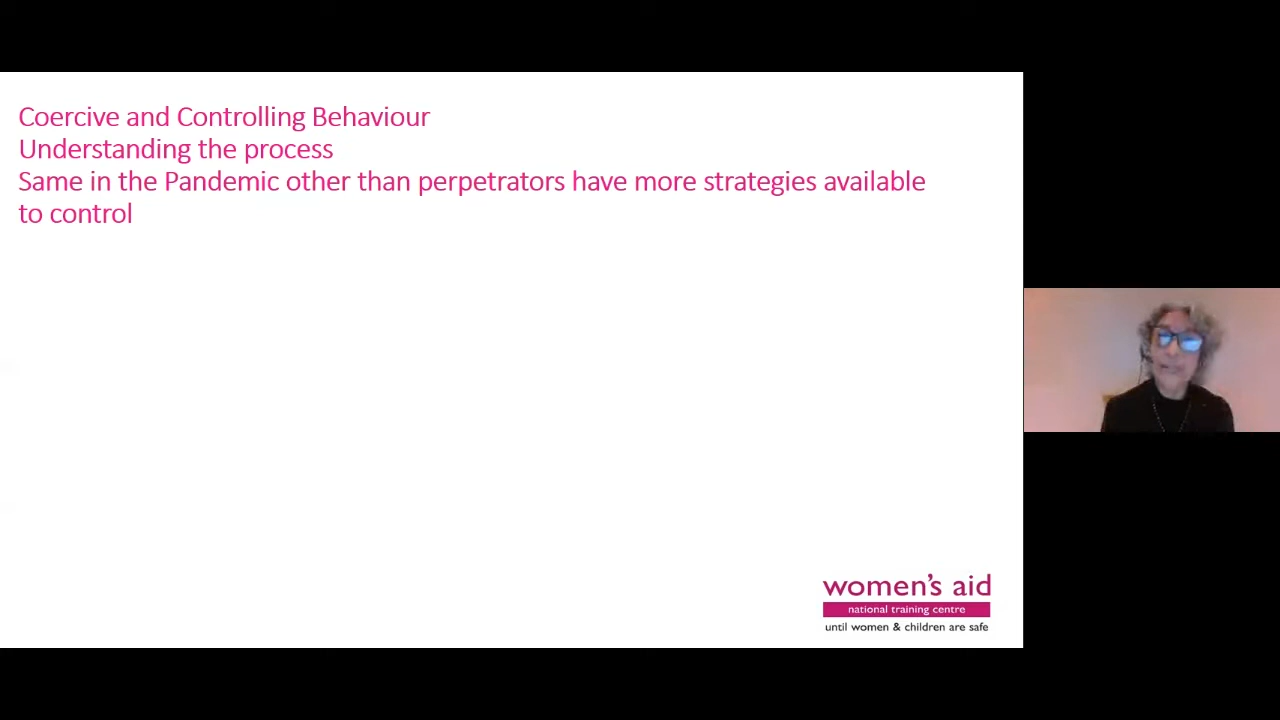 Coercive and Controlling Behaviour
Understanding the process
Same in the Pandemic other than perpetrators have more strategies available
to control
women's aid
national training centre
until women & children are safe